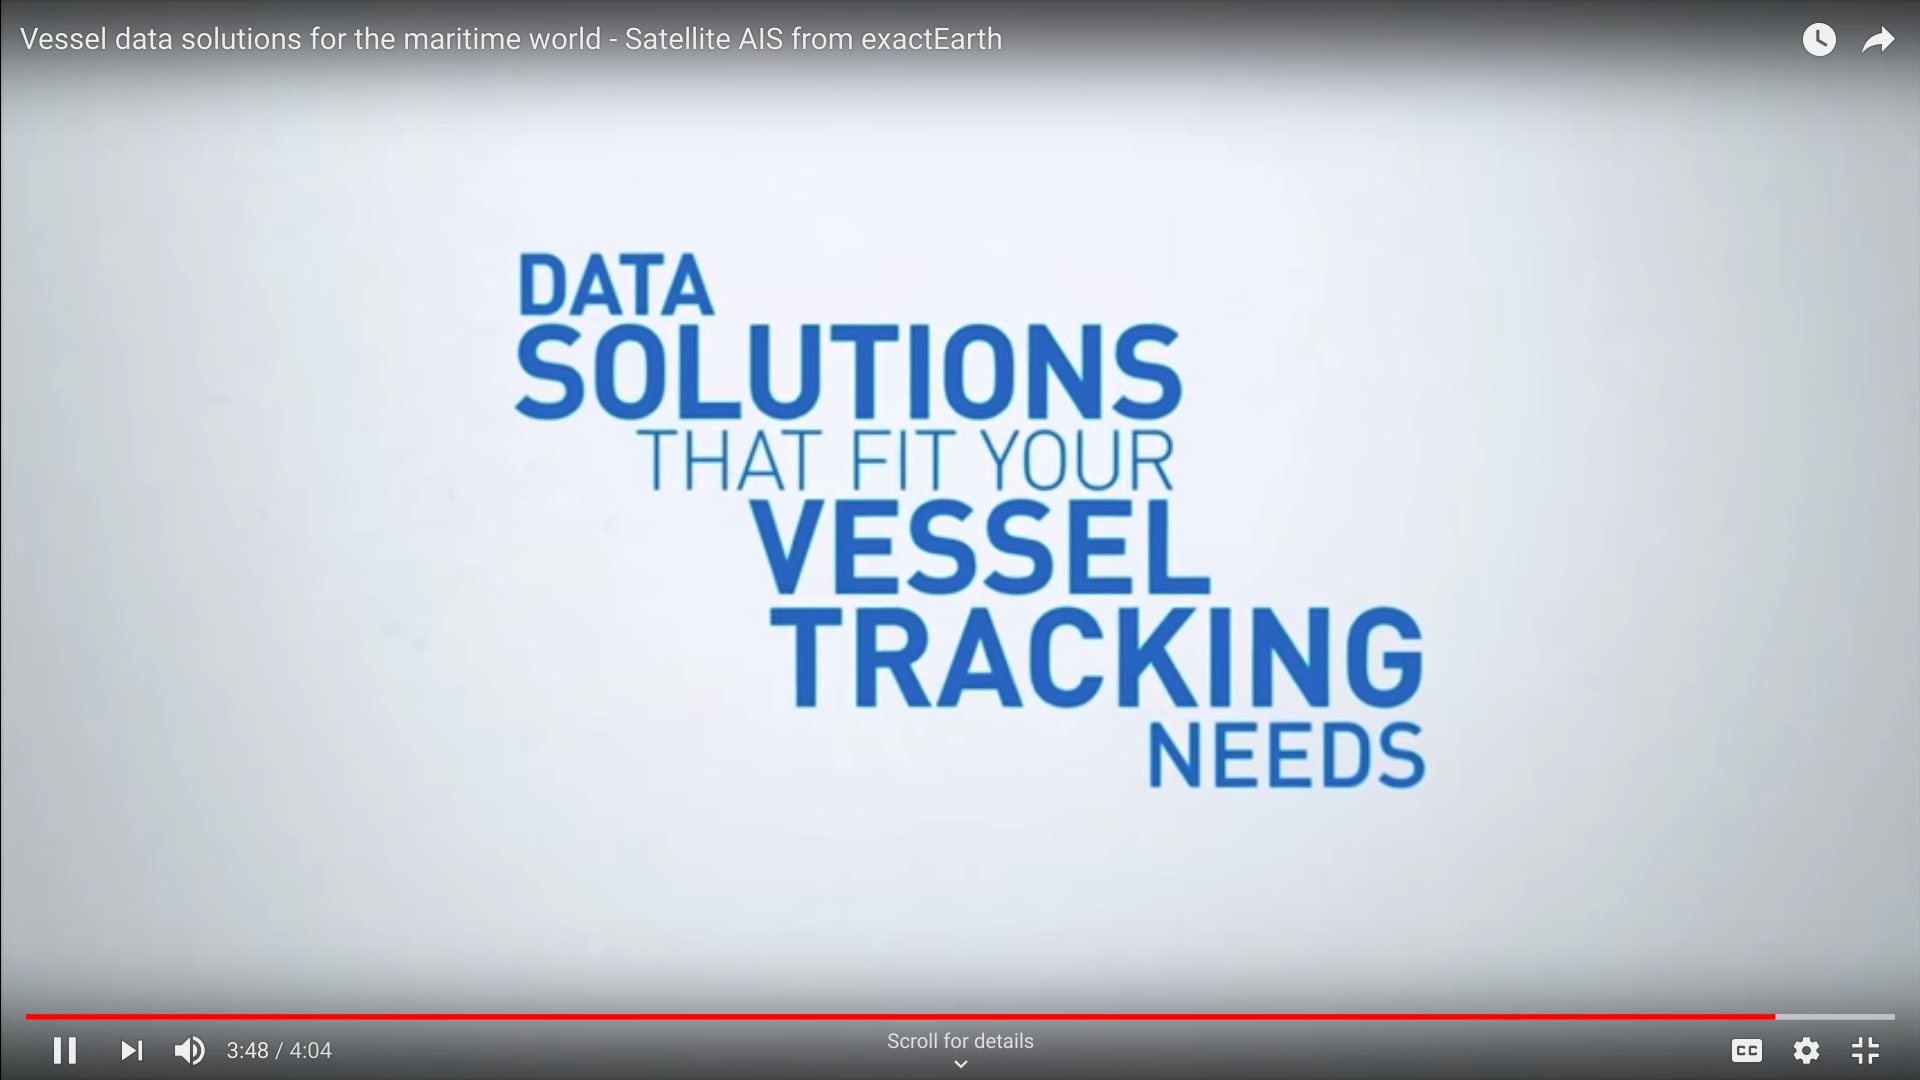 Vessel data solutions for the maritime world - Satellite AIS from exactEarth
DATA
SOLUTIONS
THAT FIT YOUR
VESSEL
TRACKING
NEEDS
3:48 / 4:04
Scroll for details
CC